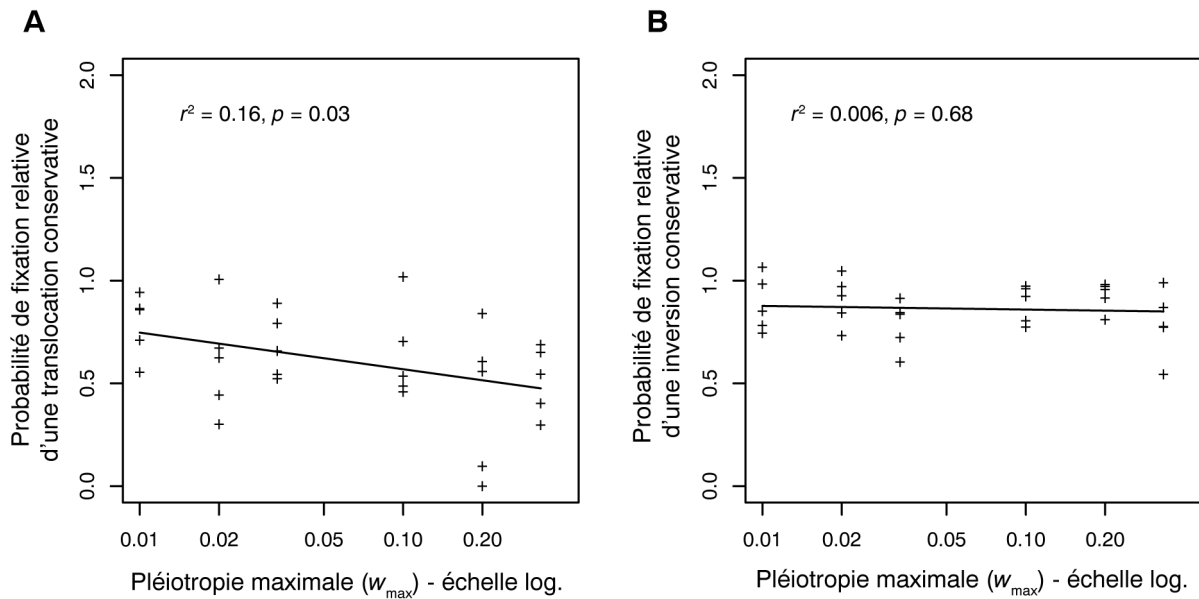 A
Probabilité de fixation relative
d'une translocation conservative
2.0
1.5
1.0
0.5
0.0
r² = 0.16, p = 0.03
0.01 0.02 0.05 0.10 0.20
Pléiotropie maximale (wmax) - échelle log.
B
Probabilité de fixation relative
d'une inversion conservative
2.0
1.5
1.0
0.5
0.0
r² = 0.006, p = 0.68
0.01 0.02 0.05 0.10 0.20
Pléiotropie maximale (wmax) - échelle log.